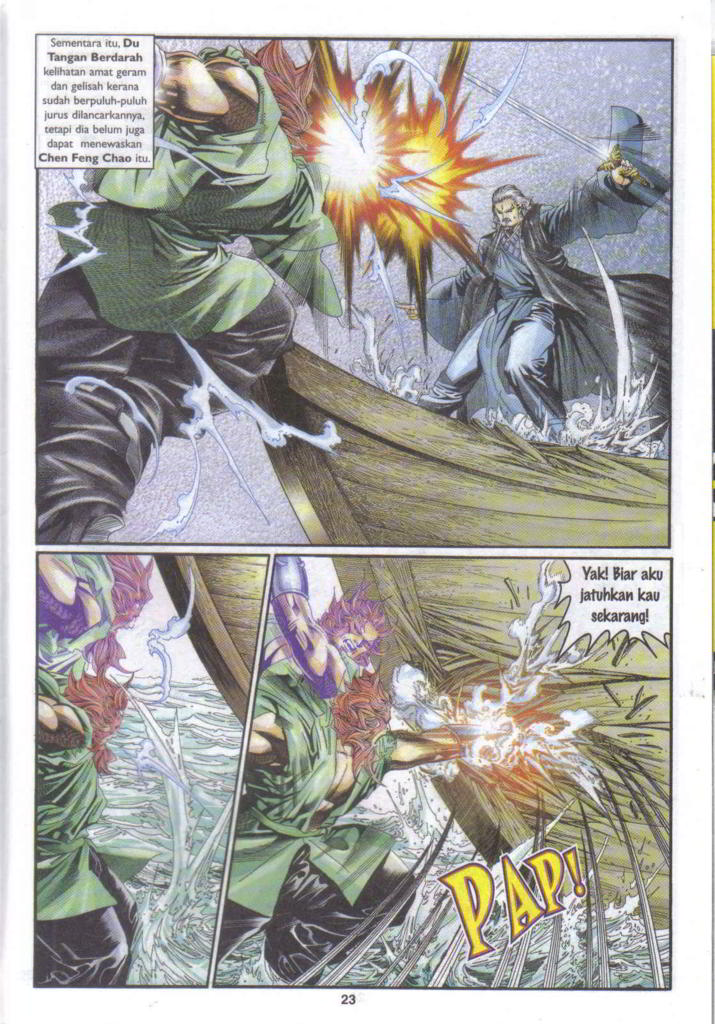 Sementara itu, Du
Tangan Berdarah
kelihatan amat geram
dan gelisah kerana
sudah berpuluh-puluh
jurus dilancarkannya,
tetapi dia belum juga
dapat menewaskan
Chen Feng Chao itu.
Yak! Biar aku
jatuhkan kau
sekarang!
PAP!
23